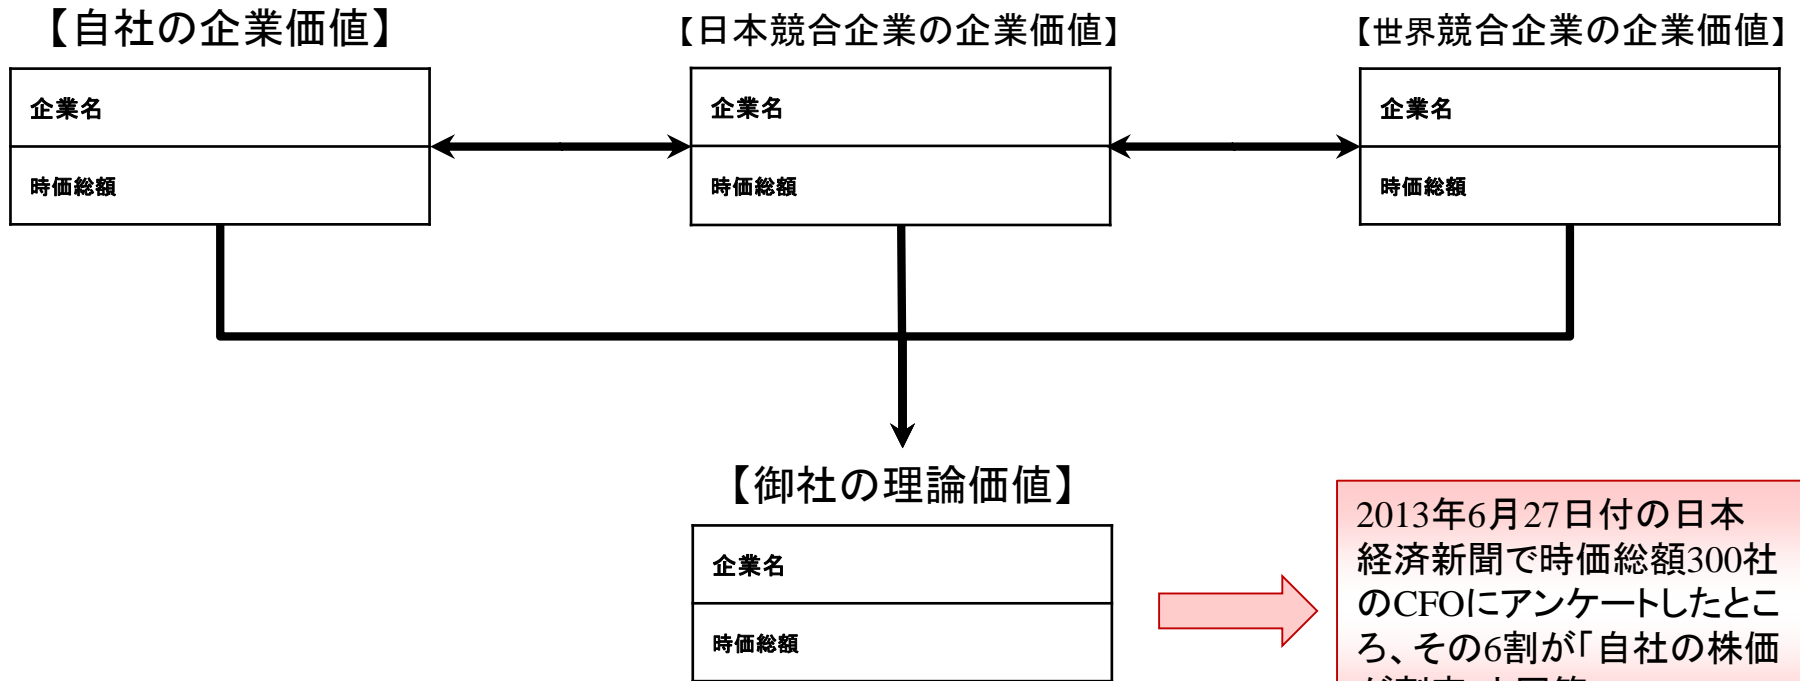 【自社の企業価値】
【日本競合企業の企業価値】
【世界競合企業の企業価値】
企業名
時価総額
企業名
時価総額
企業名
時価総額
【御社の理論価値】
企業名
時価総額
2013年6月27日付の日本
経済新聞で時価総額300社
のCFOにアンケートしたとこ
ろ、その6割が「自社の株価